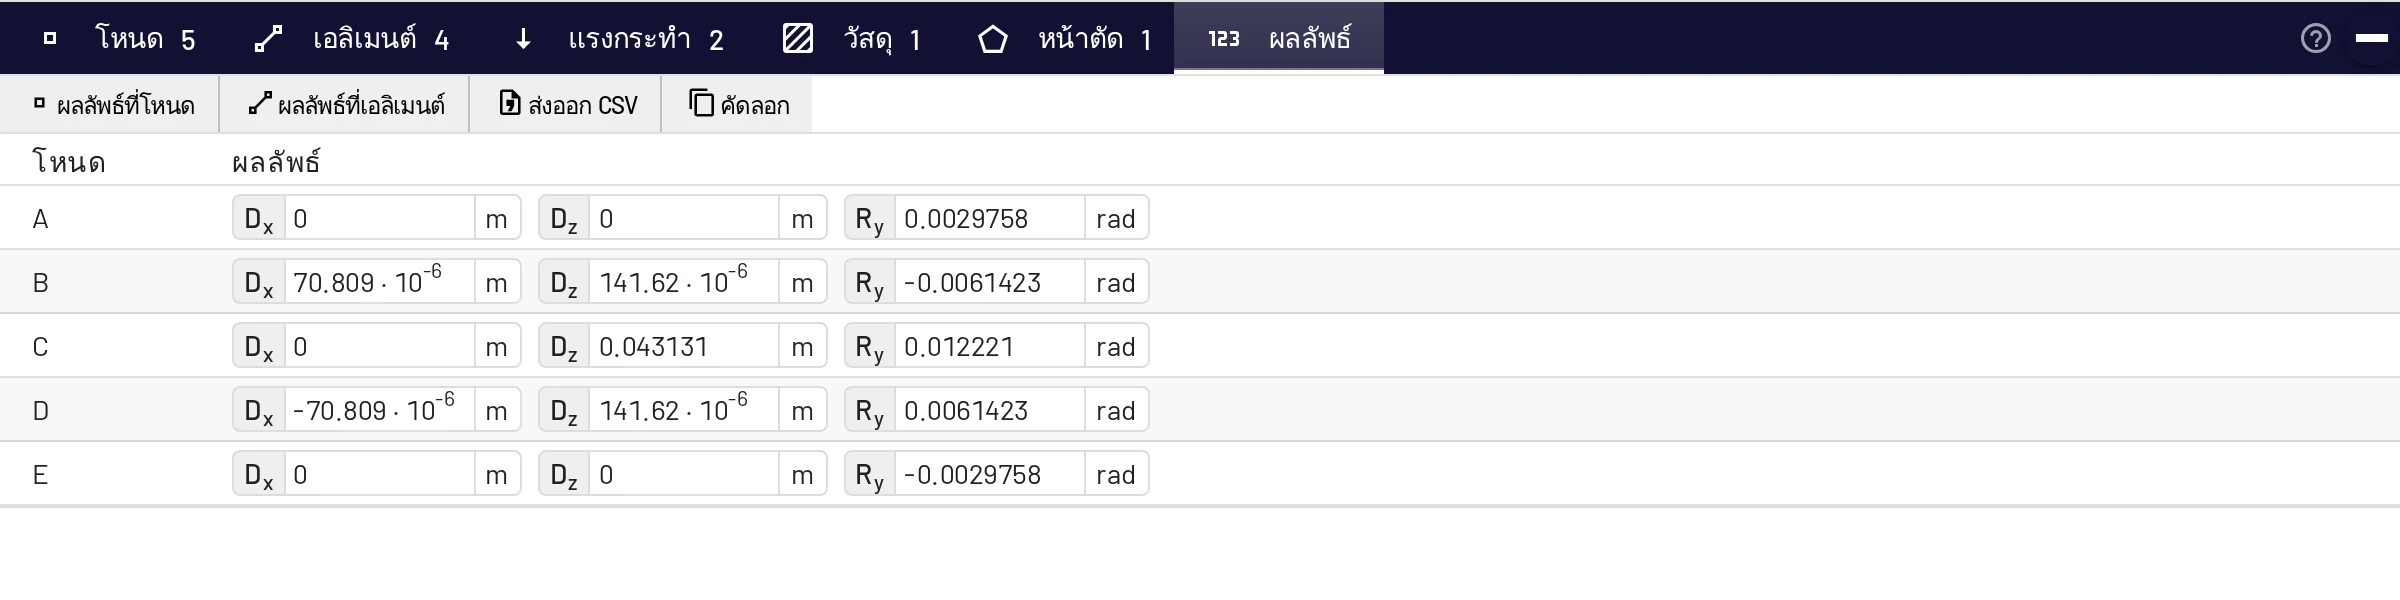 โหนด 5 เอลิเมนต์ 4 แรงกระทำ 2 วัสดุ 1 หน้าตัด 1 123 ผลลัพธ์ ?
ผลลัพธ์ที่โหนด ผลลัพธ์ที่เอลิเมนต์ ส่งออก CSV คัดลอก
โหนด ผลลัพธ์
A Dx 0 m Dz 0 m Ry 0.0029758 rad
B Dx 70.809 · 10^-6 m Dz 141.62 · 10^-6 m Ry -0.0061423 rad
C Dx 0 m Dz 0.043131 m Ry 0.012221 rad
D Dx -70.809 · 10^-6 m Dz 141.62 · 10^-6 m Ry 0.0061423 rad
E Dx 0 m Dz 0 m Ry -0.0029758 rad